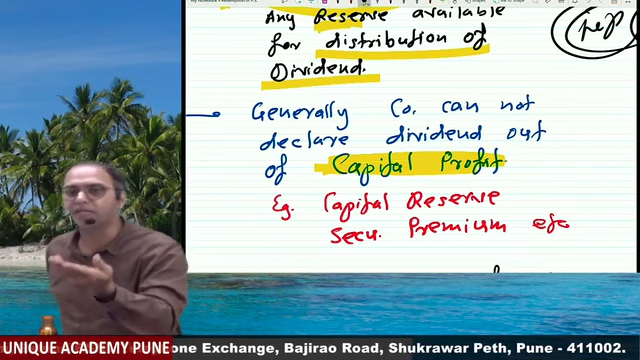 Any Reserve available
for distribution of
Dividend.
imp
→ Generally Co. can not
declare dividend out
of Capital Profit
Eg. Capital Reserve
Secu. Premium etc
UNIQUE ACADEMY PUNE
one Exchange, Bajirao Road, Shukrawar Peth, Pune - 411002.